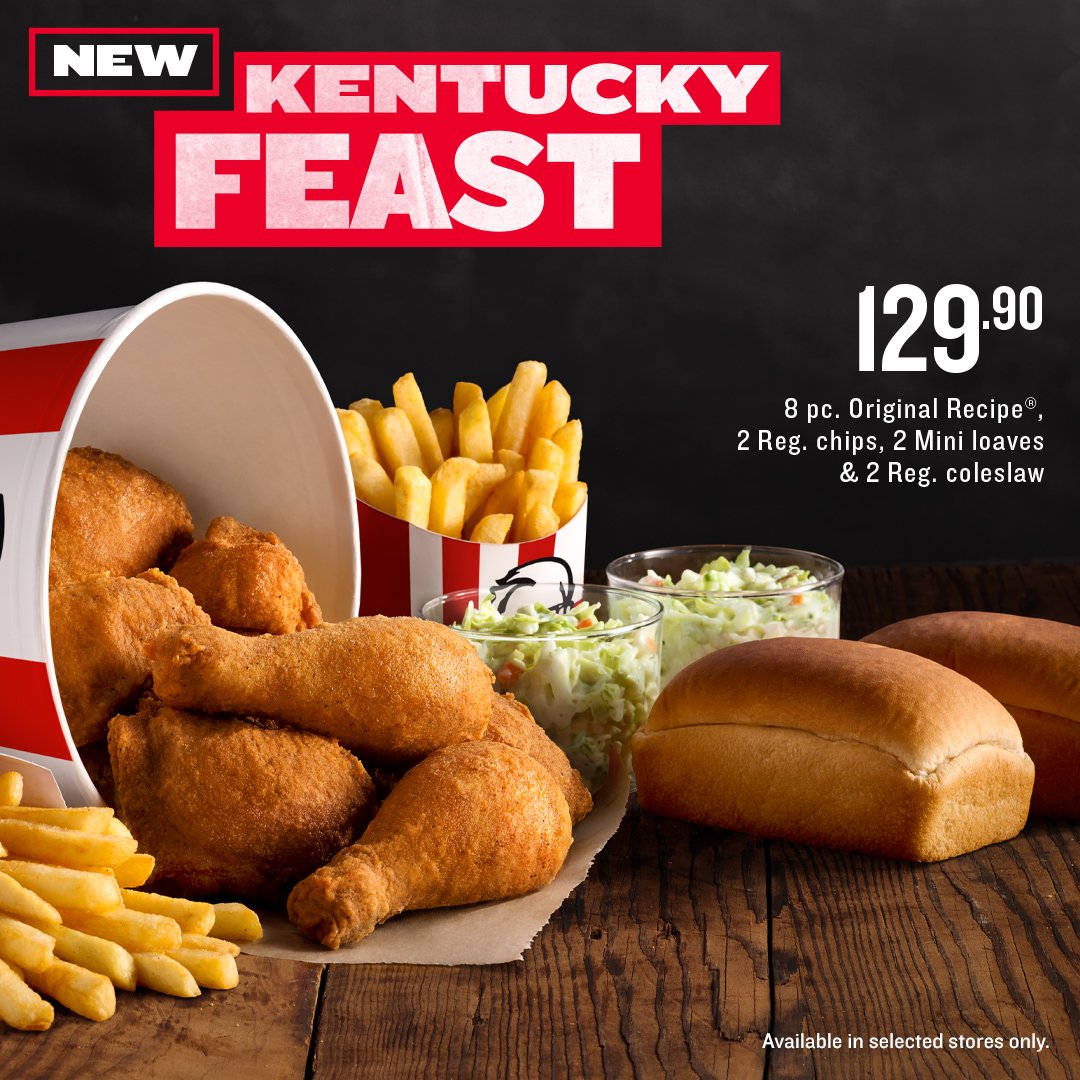 NEW
KENTUCKY
FEAST
129.90
8 pc. Original Recipe®,
2 Reg. chips, 2 Mini loaves
& 2 Reg. coleslaw
Available in selected stores only.